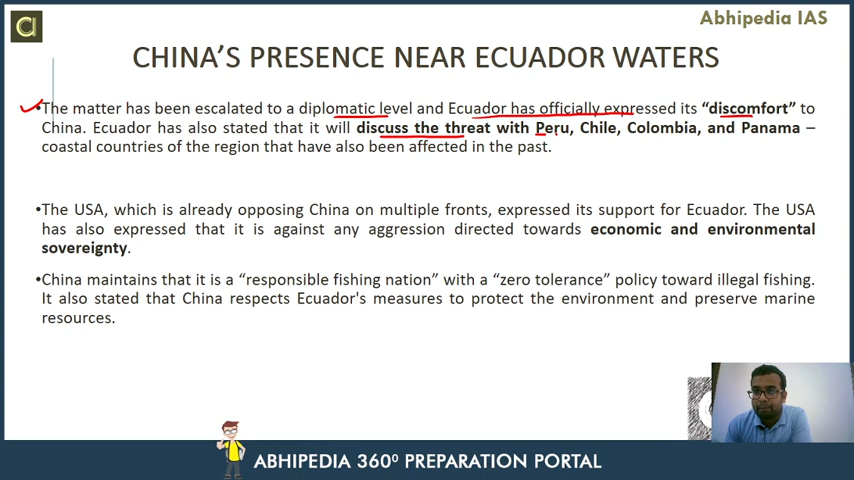 Abhipedia IAS
CHINA'S PRESENCE NEAR ECUADOR WATERS
•The matter has been escalated to a diplomatic level and Ecuador has officially expressed its “discomfort” to
China. Ecuador has also stated that it will discuss the threat with Peru, Chile, Colombia, and Panama –
coastal countries of the region that have also been affected in the past.
•The USA, which is already opposing China on multiple fronts, expressed its support for Ecuador. The USA
has also expressed that it is against any aggression directed towards economic and environmental
sovereignty.
•China maintains that it is a “responsible fishing nation” with a “zero tolerance” policy toward illegal fishing.
It also stated that China respects Ecuador's measures to protect the environment and preserve marine
resources.
ABHIPEDIA 360⁰ PREPARATION PORTAL